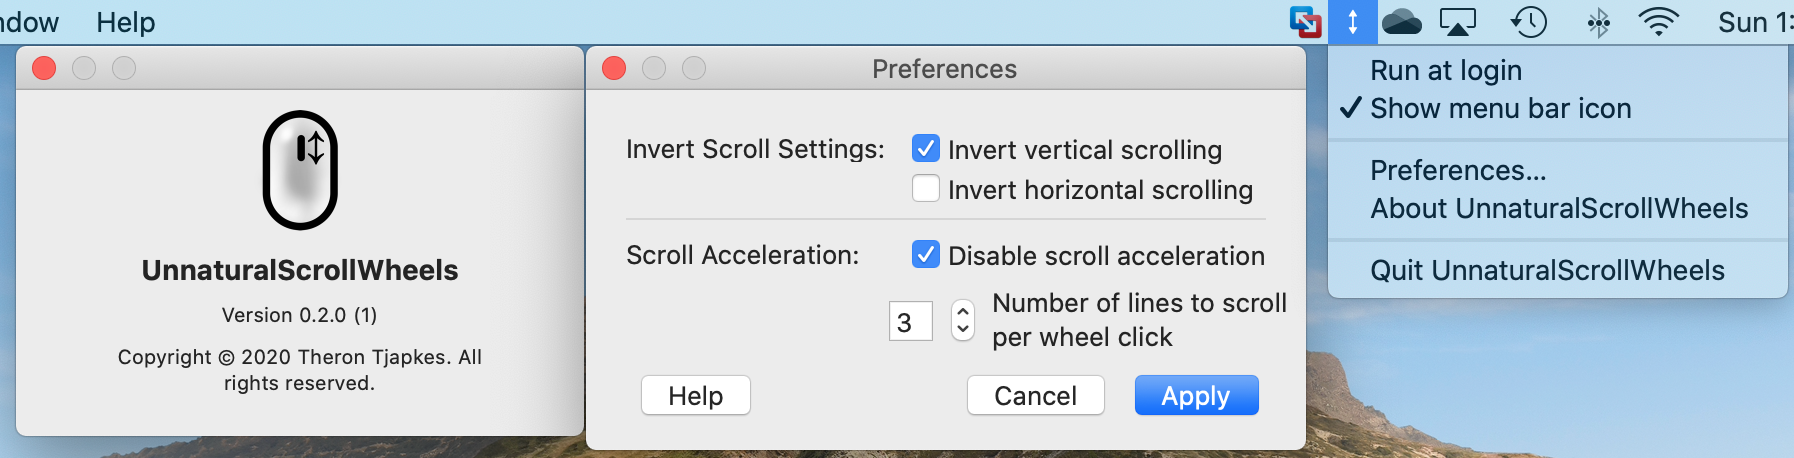 ndow Help Sun 1:
UnnaturalScrollWheels
Version 0.2.0 (1)
Copyright © 2020 Theron Tjapkes. All
rights reserved.
Preferences
Invert Scroll Settings: Invert vertical scrolling
Invert horizontal scrolling
Scroll Acceleration: Disable scroll acceleration
3 Number of lines to scroll
per wheel click
Help Cancel Apply
Run at login
Show menu bar icon
Preferences...
About UnnaturalScrollWheels
Quit UnnaturalScrollWheels